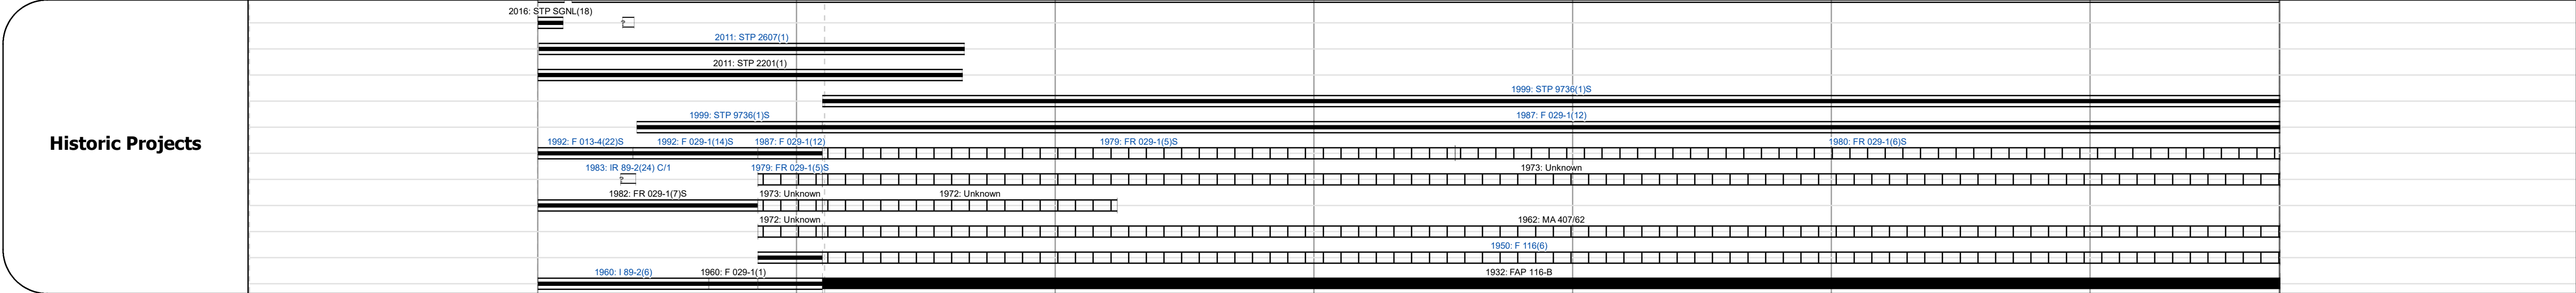 2016: STP SGNL(18)
?
2011: STP 2607(1)
2011: STP 2201(1)
1999: STP 9736(1)S
1999: STP 9736(1)S 1987: F 029-1(12)
Historic Projects
1992: F 013-4(22)S 1992: F 029-1(14)S 1987: F 029-1(12) 1979: FR 029-1(5)S 1980: FR 029-1(6)S
1983: IR 89-2(24) C/1 1979: FR 029-1(5)S 1973: Unknown
?
1982: FR 029-1(7)S 1973: Unknown 1972: Unknown
1972: Unknown 1962: MA 407/62
1950: F 116(6)
1960: I 89-2(6) 1960: F 029-1(1) 1932: FAP 116-B